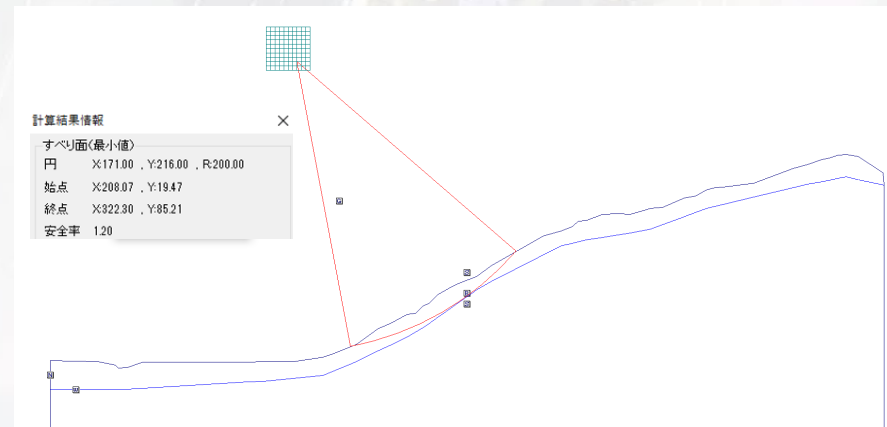 計算結果情報
すべり面(最小値)
円 X:171.00 , Y:216.00 , R:200.00
始点 X:208.07 , Y:19.47
終点 X:322.30 , Y:85.21
安全率 1.20